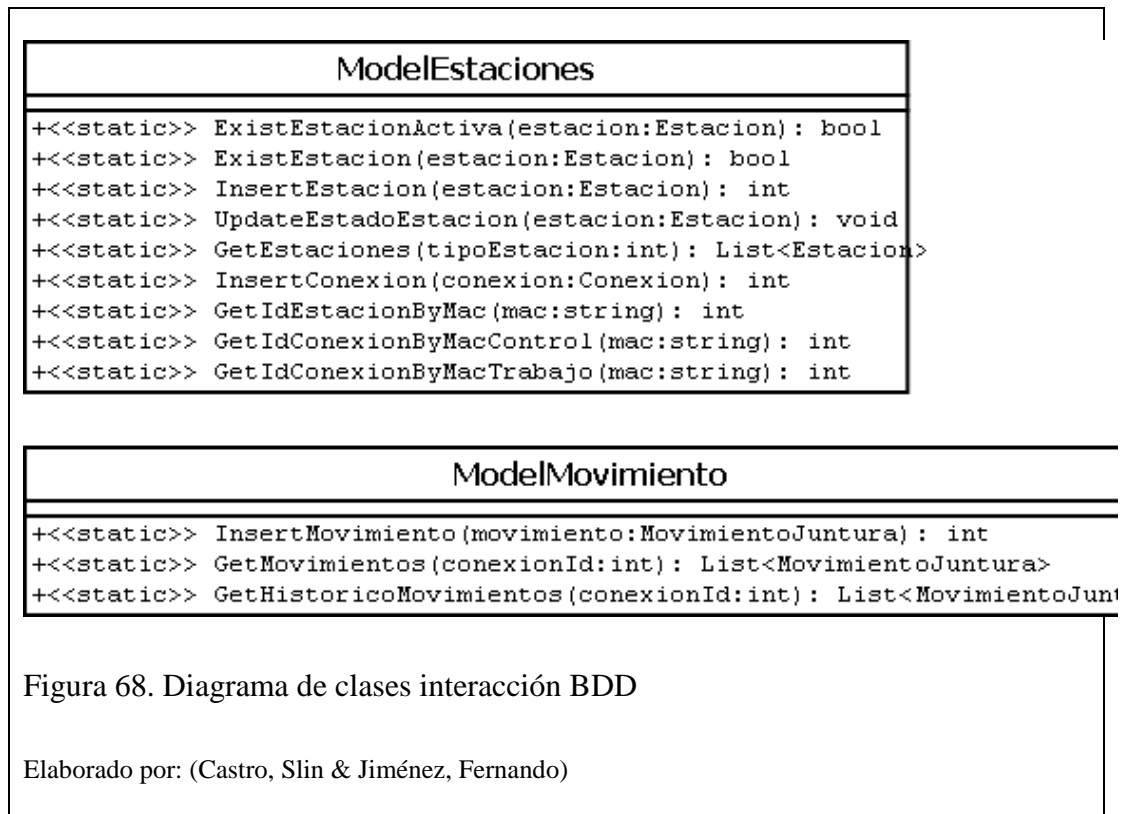 ModelEstaciones
+<<static>> ExistEstacionActiva(estacion:Estacion): bool
+<<static>> ExistEstacion(estacion:Estacion): bool
+<<static>> InsertEstacion(estacion:Estacion): int
+<<static>> UpdateEstadoEstacion(estacion:Estacion): void
+<<static>> GetEstaciones(tipoEstacion:int): List<Estacion>
+<<static>> InsertConexion(conexion:Conexion): int
+<<static>> GetIdEstacionByMac(mac:string): int
+<<static>> GetIdConexionByMacControl(mac:string): int
+<<static>> GetIdConexionByMacTrabajo(mac:string): int
ModelMovimiento
+<<static>> InsertMovimiento(movimiento:MovimientoJuntura): int
+<<static>> GetMovimientos(conexionId:int): List<MovimientoJuntura>
+<<static>> GetHistoricoMovimientos(conexionId:int): List<MovimientoJun
Figura 68. Diagrama de clases interacción BDD
Elaborado por: (Castro, Slin & Jiménez, Fernando)